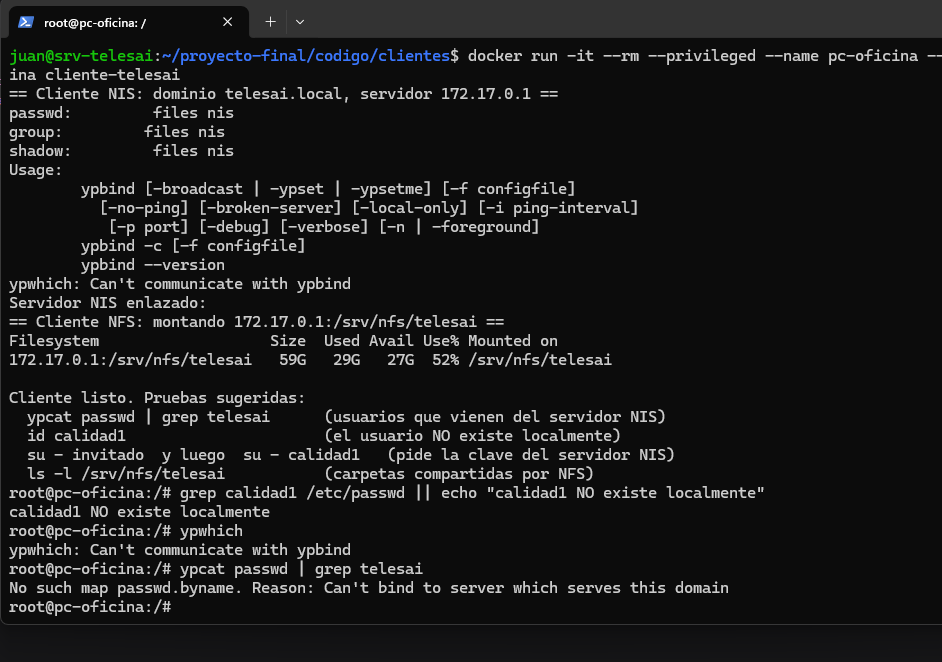 root@pc-oficina: /
juan@srv-telesai:~/proyecto-final/codigo/clientes$ docker run -it --rm --privileged --name pc-oficina --
ina cliente-telesai
== Cliente NIS: dominio telesai.local, servidor 172.17.0.1 ==
passwd:         files nis
group:          files nis
shadow:         files nis
Usage:
        ypbind [-broadcast | -ypset | -ypsetme] [-f configfile]
          [-no-ping] [-broken-server] [-local-only] [-i ping-interval]
           [-p port] [-debug] [-verbose] [-n | -foreground]
        ypbind -c [-f configfile]
        ypbind --version
ypwhich: Can't communicate with ypbind
Servidor NIS enlazado:
== Cliente NFS: montando 172.17.0.1:/srv/nfs/telesai ==
Filesystem                   Size  Used Avail Use% Mounted on
172.17.0.1:/srv/nfs/telesai   59G   29G   27G  52% /srv/nfs/telesai
Cliente listo. Pruebas sugeridas:
  ypcat passwd | grep telesai      (usuarios que vienen del servidor NIS)
  id calidad1                      (el usuario NO existe localmente)
  su - invitado  y luego  su - calidad1   (pide la clave del servidor NIS)
  ls -l /srv/nfs/telesai           (carpetas compartidas por NFS)
root@pc-oficina:/# grep calidad1 /etc/passwd || echo "calidad1 NO existe localmente"
calidad1 NO existe localmente
root@pc-oficina:/# ypwhich
ypwhich: Can't communicate with ypbind
root@pc-oficina:/# ypcat passwd | grep telesai
No such map passwd.byname. Reason: Can't bind to server which serves this domain
root@pc-oficina:/#